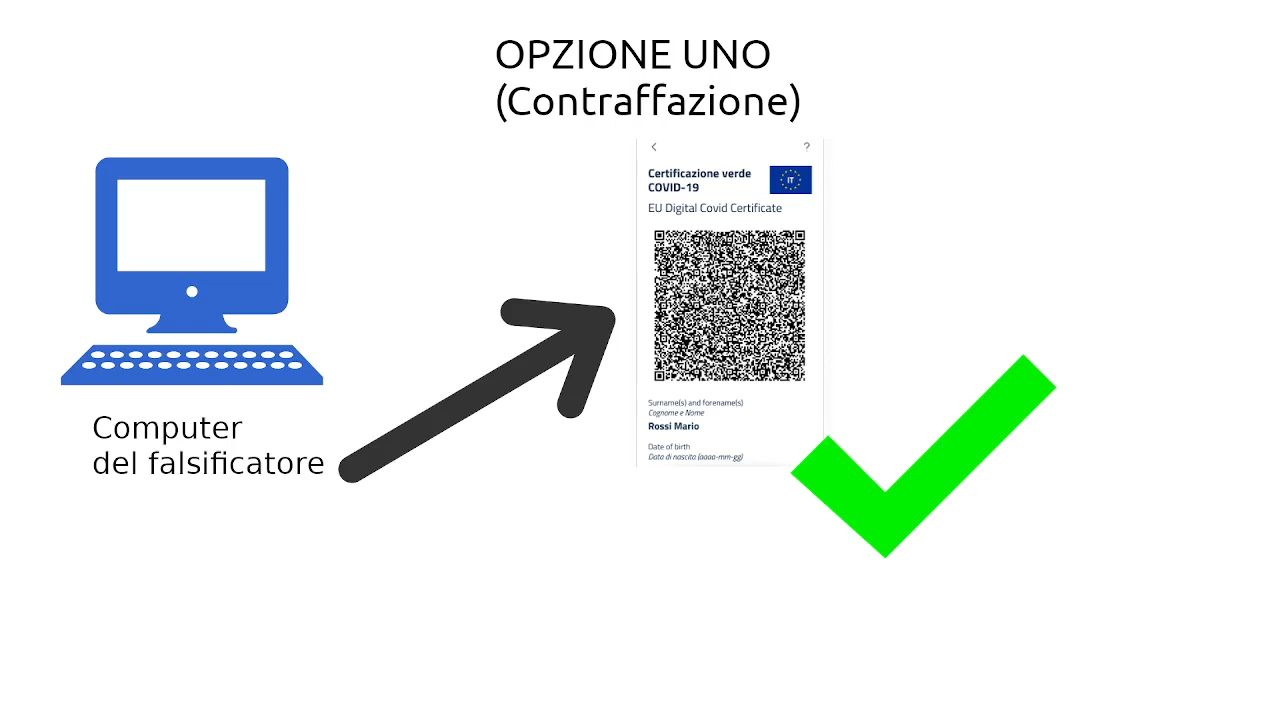 OPZIONE UNO
(Contraffazione)
?
Certificazione verde
COVID-19
IT
EU Digital Covid Certificate
Surname(s) and forename(s)
Cognome e Nome
Rossi Mario
Date of birth
Data di nascita (aaaa-mm-gg)
Computer
del falsificatore